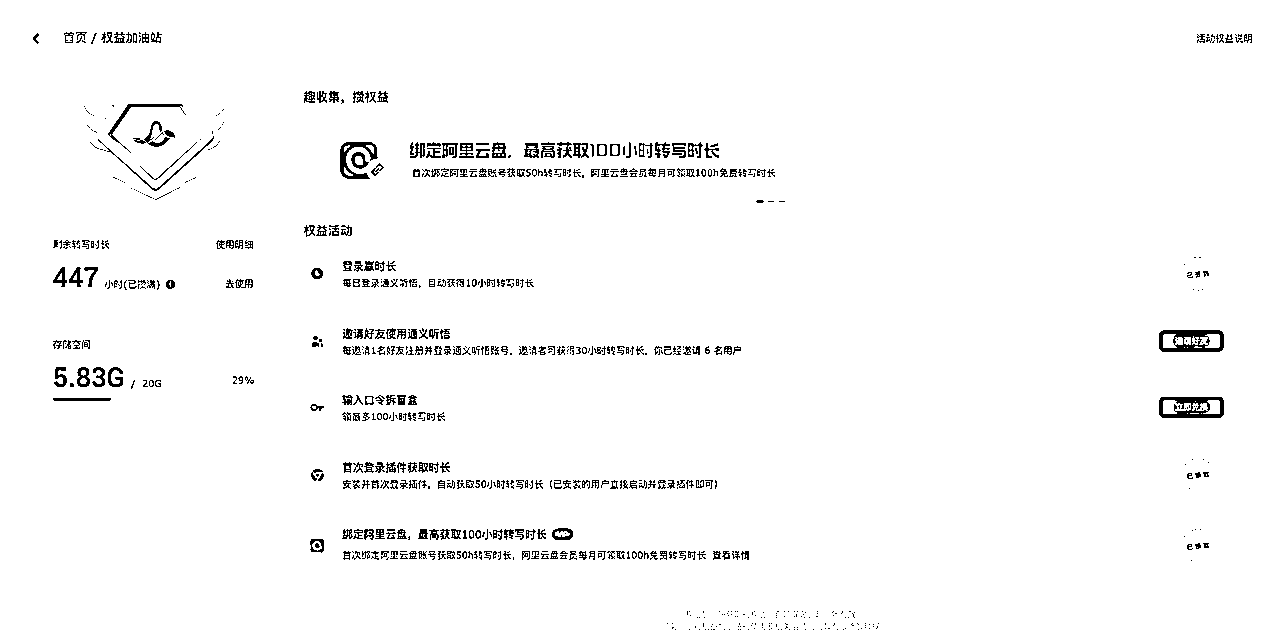 首页 / 权益加油站
活动权益说明
趣收集，攒权益
绑定阿里云盘，最高获取100小时转写时长
首次绑定阿里云盘账号获取50h转写时长，阿里云盘会员每月可领取100h免费转写时长
剩余转写时长
使用明细
447 小时(已攒满)
去使用
存储空间
5.83G / 20G
29%
权益活动
登录赢时长
每日登录通义听悟，自动获得10小时转写时长
邀请好友使用通义听悟
每邀请1名好友注册并登录通义听悟账号，邀请者可获得30小时转写时长，你已经邀请 6 名用户
邀请好友
输入口令拆盲盒
领最多100小时转写时长
立即兑换
首次登录插件获取时长
安装并首次登录插件，自动获取50小时转写时长（已安装的用户直接启动并登录插件即可）
绑定阿里云盘，最高获取100小时转写时长
首次绑定阿里云盘账号获取50h转写时长，阿里云盘会员每月可领取100h免费转写时长 查看详情